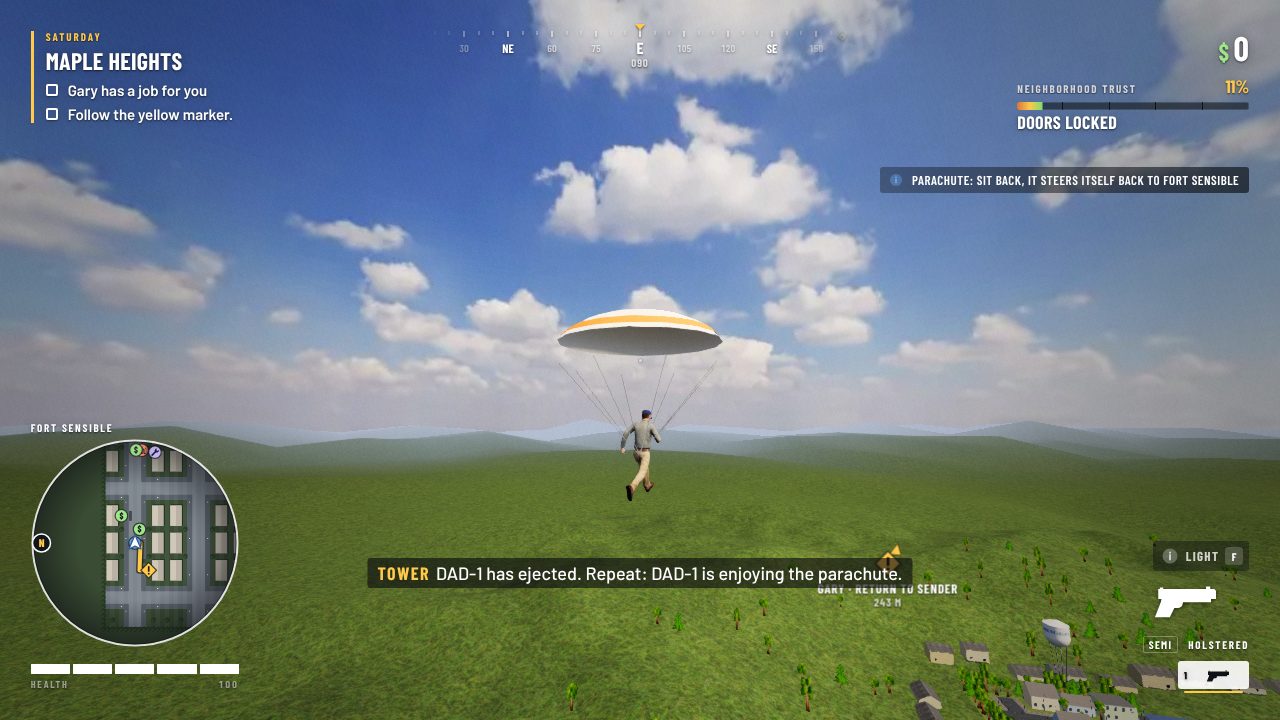 SATURDAY
MAPLE HEIGHTS
Gary has a job for you
Follow the yellow marker.
30 NE 60 75 E 105 120 SE 150
090
$ 0
NEIGHBORHOOD TRUST 11%
DOORS LOCKED
PARACHUTE: SIT BACK, IT STEERS ITSELF BACK TO FORT SENSIBLE
FORT SENSIBLE
N
TOWER DAD-1 has ejected. Repeat: DAD-1 is enjoying the parachute.
GARY · RETURN TO SENDER
243 M
LIGHT F
SEMI HOLSTERED
1
HEALTH 100